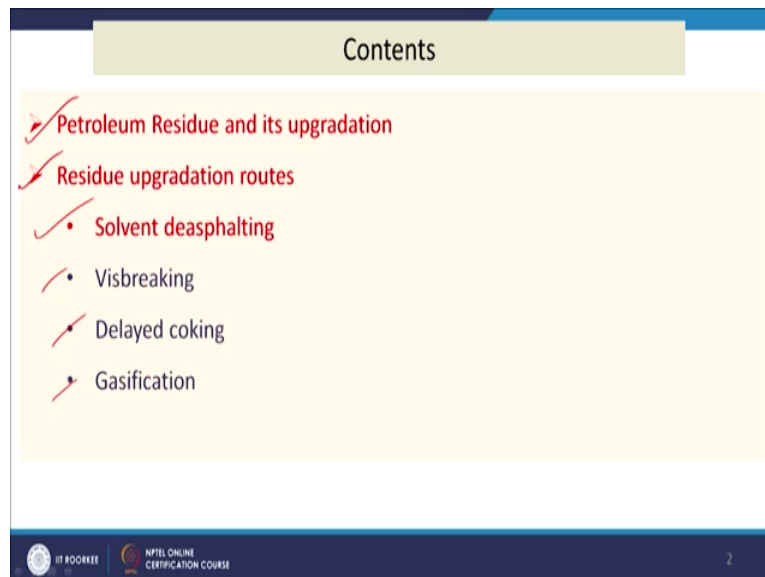 Contents
Petroleum Residue and its upgradation
Residue upgradation routes
• Solvent deasphalting
• Visbreaking
• Delayed coking
• Gasification
IIT ROORKEE
NPTEL ONLINE
CERTIFICATION COURSE
2